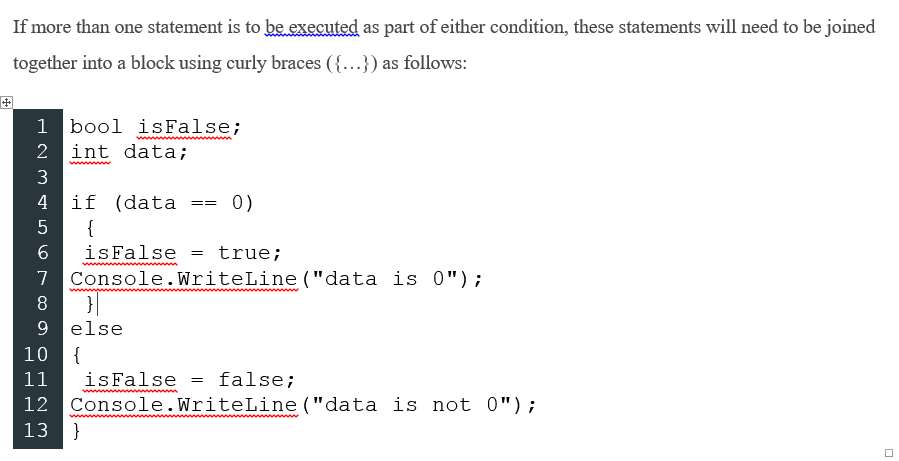 If more than one statement is to be executed as part of either condition, these statements will need to be joined
together into a block using curly braces ({…}) as follows:
1 bool isFalse;
2 int data;
3
4 if (data == 0)
5 {
6 isFalse = true;
7 Console.WriteLine("data is 0");
8 }
9 else
10 {
11 isFalse = false;
12 Console.WriteLine("data is not 0");
13 }